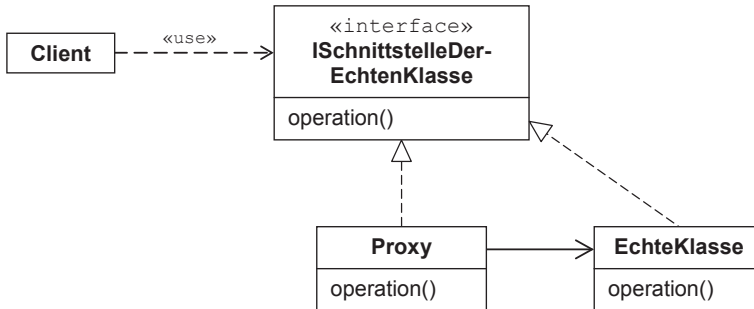 «interface»
Client
«use»
ISchnittstelleDer-
EchtenKlasse
operation()
Proxy
operation()
EchteKlasse
operation()